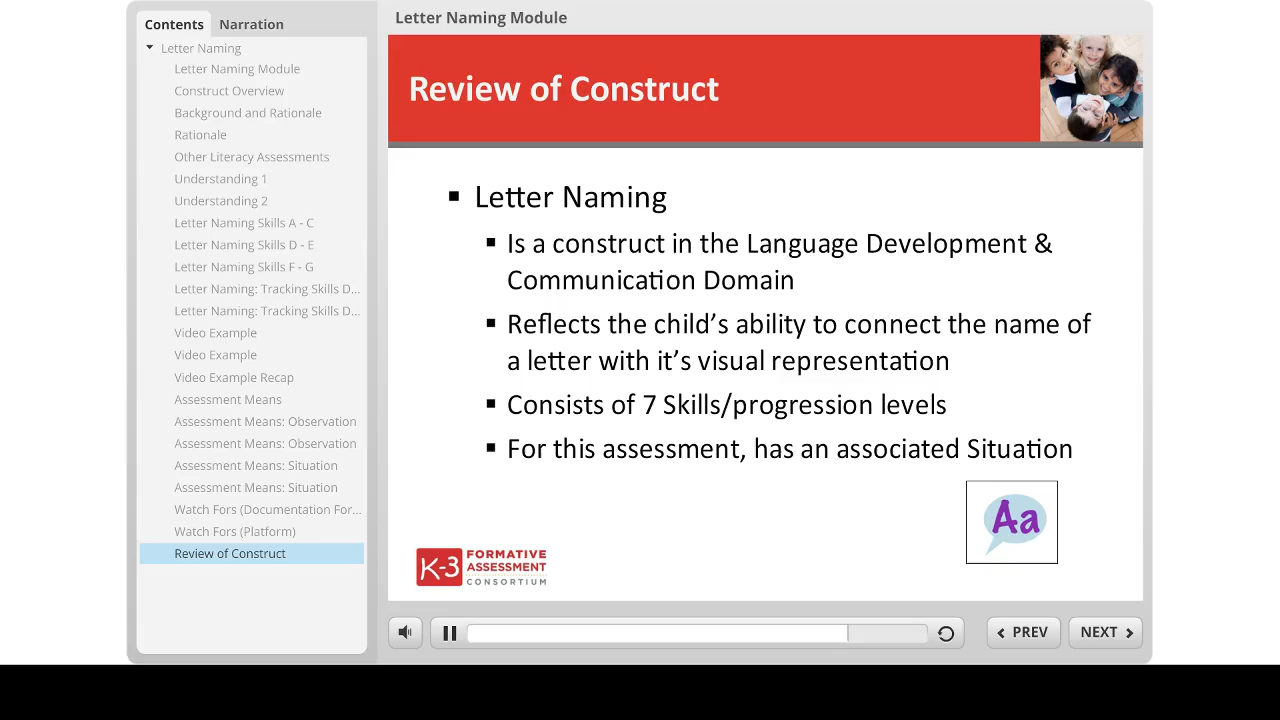 Contents
Narration
Letter Naming
Letter Naming Module
Construct Overview
Background and Rationale
Rationale
Other Literacy Assessments
Understanding 1
Understanding 2
Letter Naming Skills A - C
Letter Naming Skills D - E
Letter Naming Skills F - G
Letter Naming: Tracking Skills D...
Letter Naming: Tracking Skills D...
Video Example
Video Example
Video Example Recap
Assessment Means
Assessment Means: Observation
Assessment Means: Observation
Assessment Means: Situation
Assessment Means: Situation
Watch Fors (Documentation For...
Watch Fors (Platform)
Review of Construct
Letter Naming Module
Review of Construct
Letter Naming
Is a construct in the Language Development &
Communication Domain
Reflects the child's ability to connect the name of
a letter with it's visual representation
Consists of 7 Skills/progression levels
For this assessment, has an associated Situation
Aa
K-3
FORMATIVE
ASSESSMENT
CONSORTIUM
PREV
NEXT